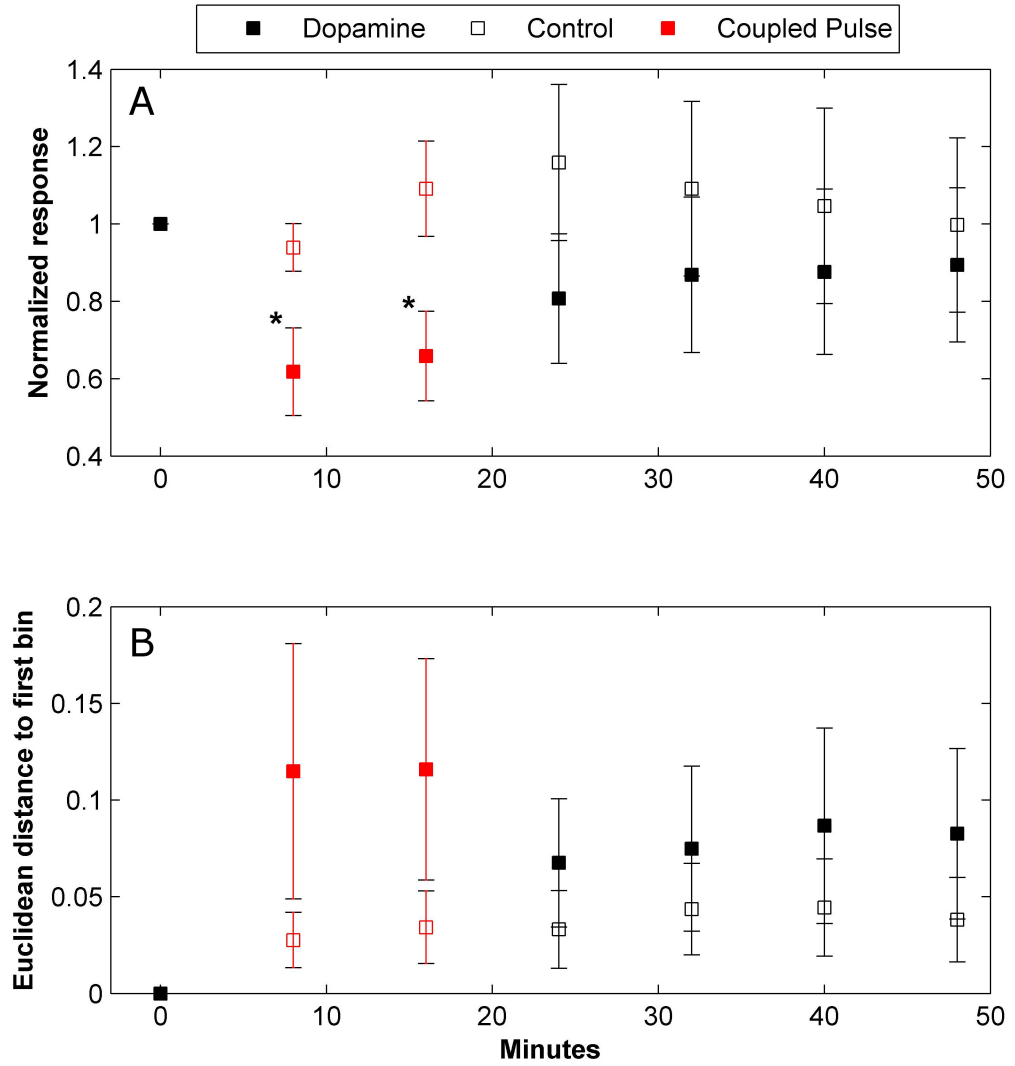 Dopamine Control Coupled Pulse
A
Normalized response
1.4
1.2
1
0.8
0.6
0.4
*
*
0 10 20 30 40 50
B
Euclidean distance to first bin
0.2
0.15
0.1
0.05
0
0 10 20 30 40 50
Minutes